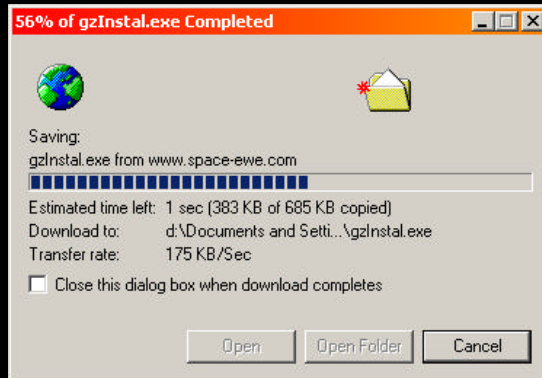 56% of gzInstal.exe Completed
Saving:
gzInstal.exe from www.space-ewe.com
Estimated time left: 1 sec (383 KB of 685 KB copied)
Download to: d:\Documents and Setti...\gzInstal.exe
Transfer rate: 175 KB/Sec
Close this dialog box when download completes
Open Open Folder Cancel